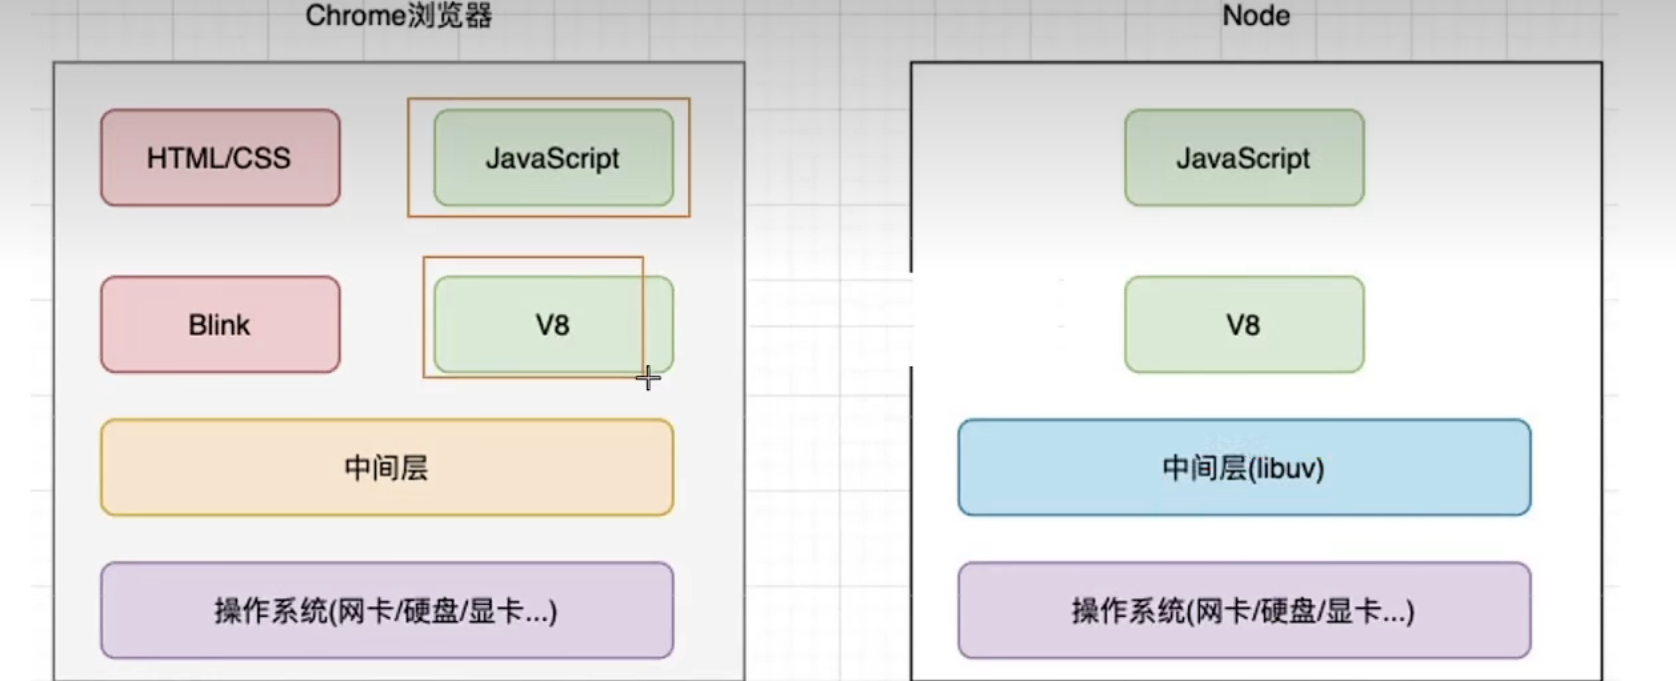 Chrome浏览器
Node
HTML/CSS
JavaScript
JavaScript
Blink
V8
V8
中间层
中间层(libuv)
操作系统(网卡/硬盘/显卡...)
操作系统(网卡/硬盘/显卡...)